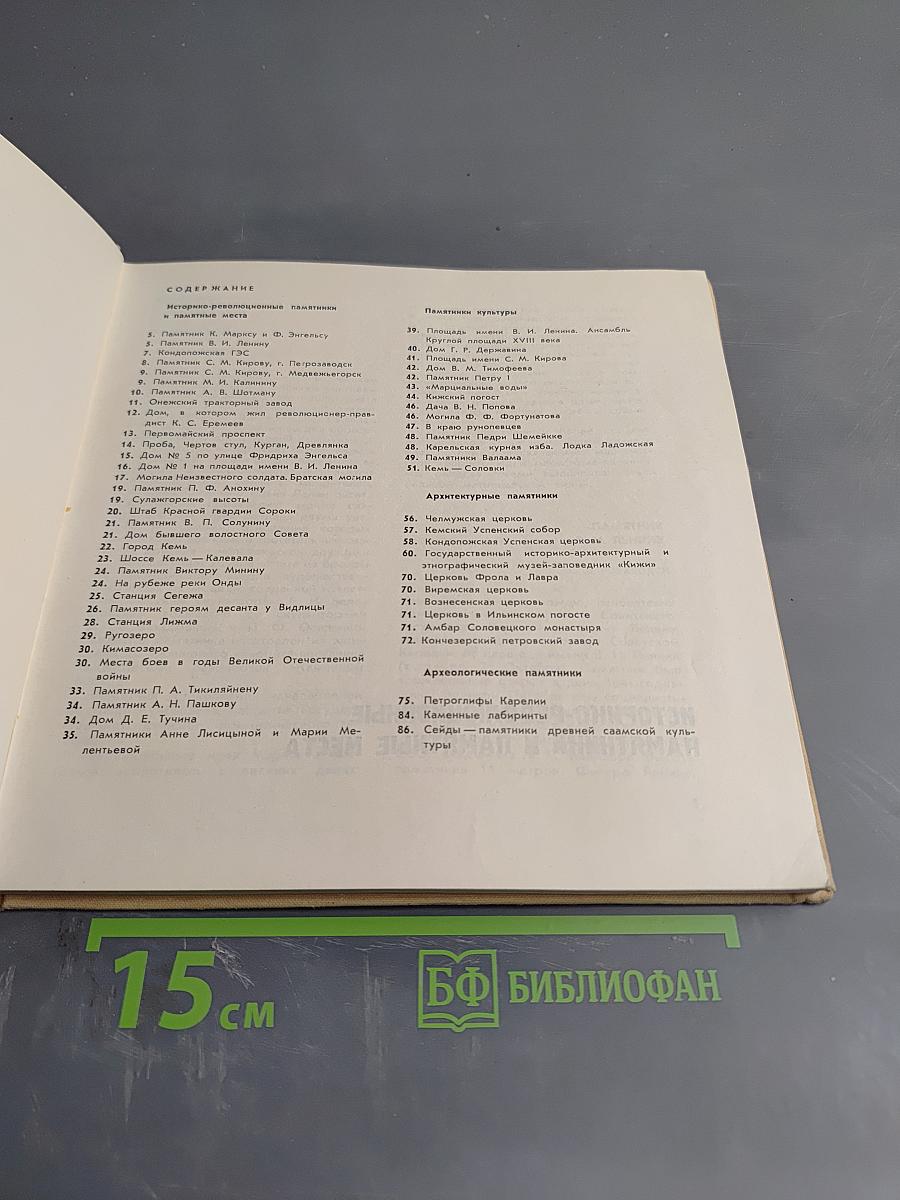 СОДЕРЖАНИЕ
Историко-революционные памятники
и памятные места
5. Памятник К. Марксу и Ф. Энгельсу
5. Памятник В. И. Ленину
7. Кондопожская ГЭС
8. Памятник С. М. Кирову, г. Петрозаводск
9. Памятник С. М. Кирову, г. Медвежьегорск
9. Памятник М. И. Калинину
10. Памятник А. В. Шотману
11. Онежский тракторный завод
12. Дом, в котором жил революционер-прав-
дист К. С. Еремеев
13. Первомайский проспект
14. Проба, Чертов стул, Курган, Древлянка
15. Дом № 5 по улице Фридриха Энгельса
16. Дом № 1 на площади имени В. И. Ленина
17. Могила Неизвестного солдата. Братская могила
19. Памятник П. Ф. Анохину
19. Сулажгорские высоты
20. Штаб Красной гвардии Сороки
21. Памятник В. П. Солунину
21. Дом бывшего волостного Совета
22. Город Кемь
23. Шоссе Кемь — Калевала
24. Памятник Виктору Минину
24. На рубеже реки Онды
25. Станция Сегежа
26. Памятник героям десанта у Видлицы
28. Станция Лижма
29. Ругозеро
30. Кимасозеро
30. Места боев в годы Великой Отечественной
войны
33. Памятник П. А. Тикиляйнену
34. Памятник А. Н. Пашкову
34. Дом Д. Е. Тучина
35. Памятники Анне Лисицыной и Марии Ме-
лентьевой
Памятники культуры
39. Площадь имени В. И. Ленина. Ансамбль
Круглой площади XVIII века
40. Дом Г. Р. Державина
41. Площадь имени С. М. Кирова
42. Дом В. М. Тимофеева
42. Памятник Петру I
43. «Марциальные воды»
44. Кижский погост
46. Дача В. Н. Попова
46. Могила Ф. Ф. Фортунатова
47. В краю рунопевцев
48. Памятник Педри Шемейкке
48. Карельская курная изба. Лодка Ладожская
49. Памятники Валаама
51. Кемь — Соловки
Архитектурные памятники
56. Челмужская церковь
57. Кемский Успенский собор
58. Кондопожская Успенская церковь
60. Государственный историко-архитектурный и
этнографический музей-заповедник «Кижи»
70. Церковь Фрола и Лавра
70. Виремская церковь
71. Вознесенская церковь
71. Церковь в Ильинском погосте
71. Амбар Соловецкого монастыря
72. Кончезерский петровский завод
Археологические памятники
75. Петроглифы Карелии
84. Каменные лабиринты
86. Сейды — памятники древней саамской куль-
туры
15 см
БФ БИБЛИОФАН